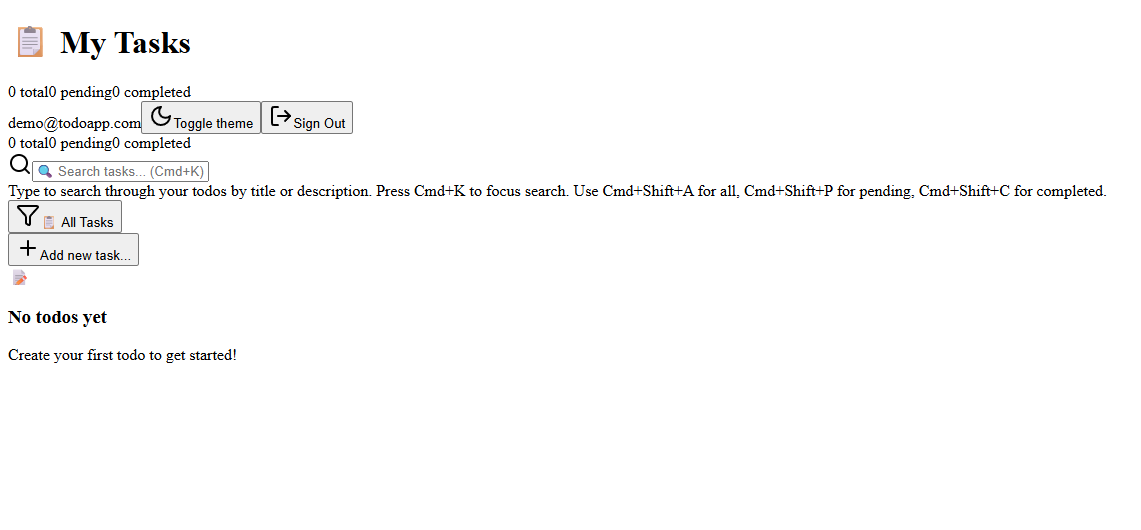 My Tasks
0 total0 pending0 completed
demo@todoapp.com Toggle theme Sign Out
0 total0 pending0 completed
Search tasks... (Cmd+K)
Type to search through your todos by title or description. Press Cmd+K to focus search. Use Cmd+Shift+A for all, Cmd+Shift+P for pending, Cmd+Shift+C for completed.
All Tasks
Add new task...
No todos yet
Create your first todo to get started!